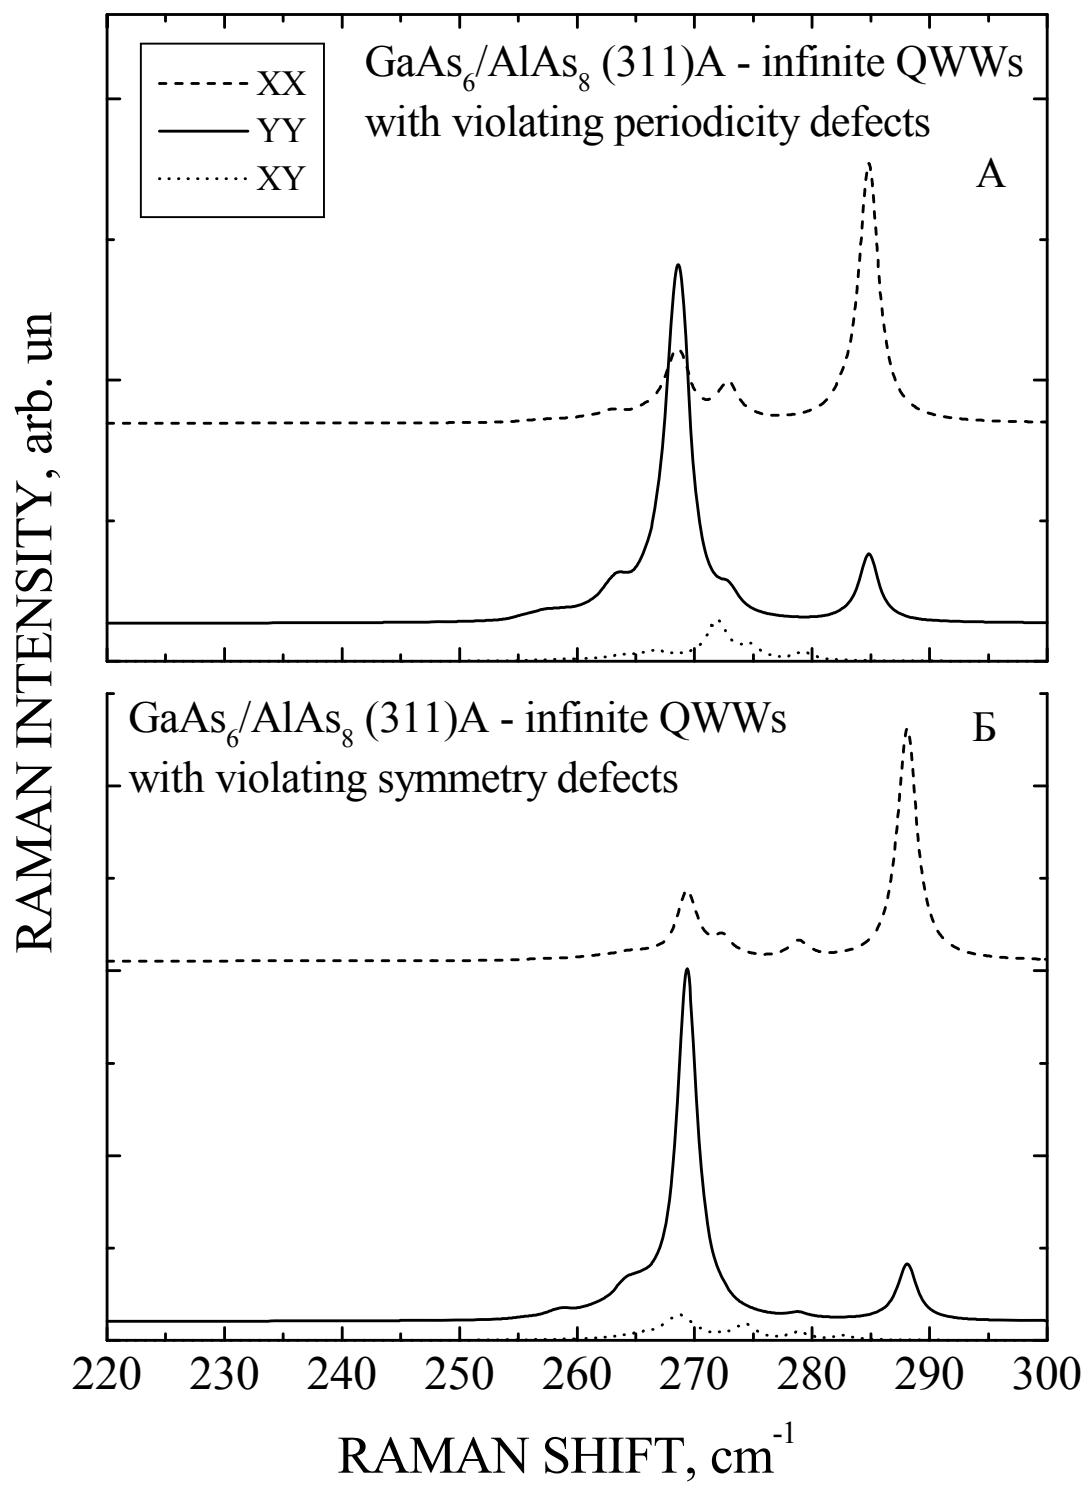 XX
YY
XY
GaAs₆/AlAs₈ (311)A - infinite QWWs
with violating periodicity defects
А
RAMAN INTENSITY, arb. un
GaAs₆/AlAs₈ (311)A - infinite QWWs
with violating symmetry defects
Б
220 230 240 250 260 270 280 290 300
RAMAN SHIFT, cm⁻¹